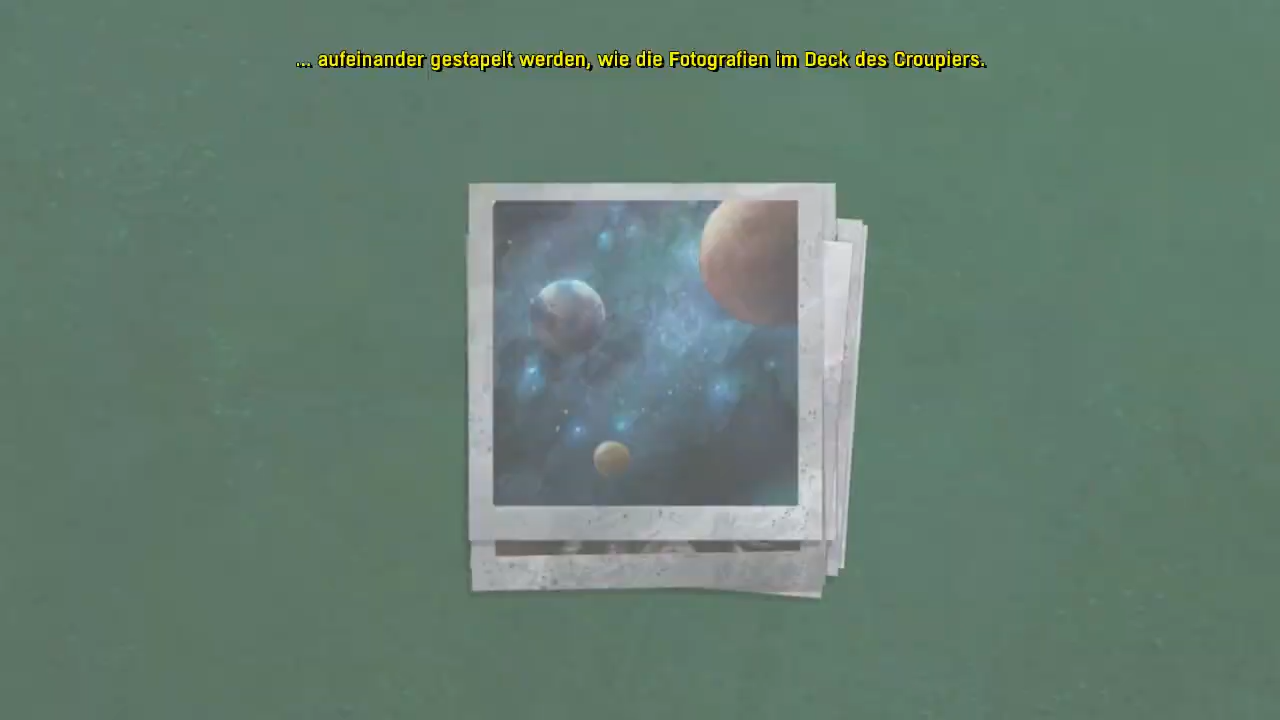 ... aufeinander gestapelt werden, wie die Fotografien im Deck des Croupiers.